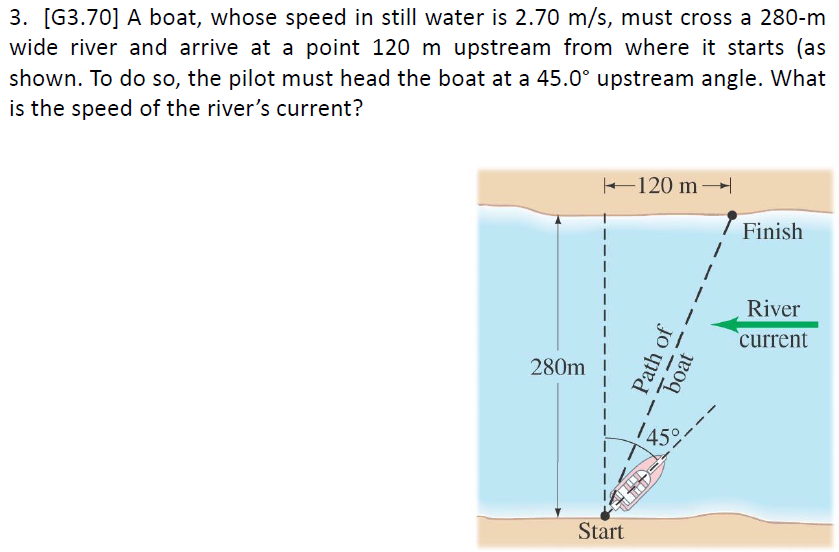 3. [G3.70] A boat, whose speed in still water is 2.70 m/s, must cross a 280-m
wide river and arrive at a point 120 m upstream from where it starts (as
shown. To do so, the pilot must head the boat at a 45.0° upstream angle. What
is the speed of the river’s current?
120 m
Finish
River
current
280m
Path of
boat
45°
Start